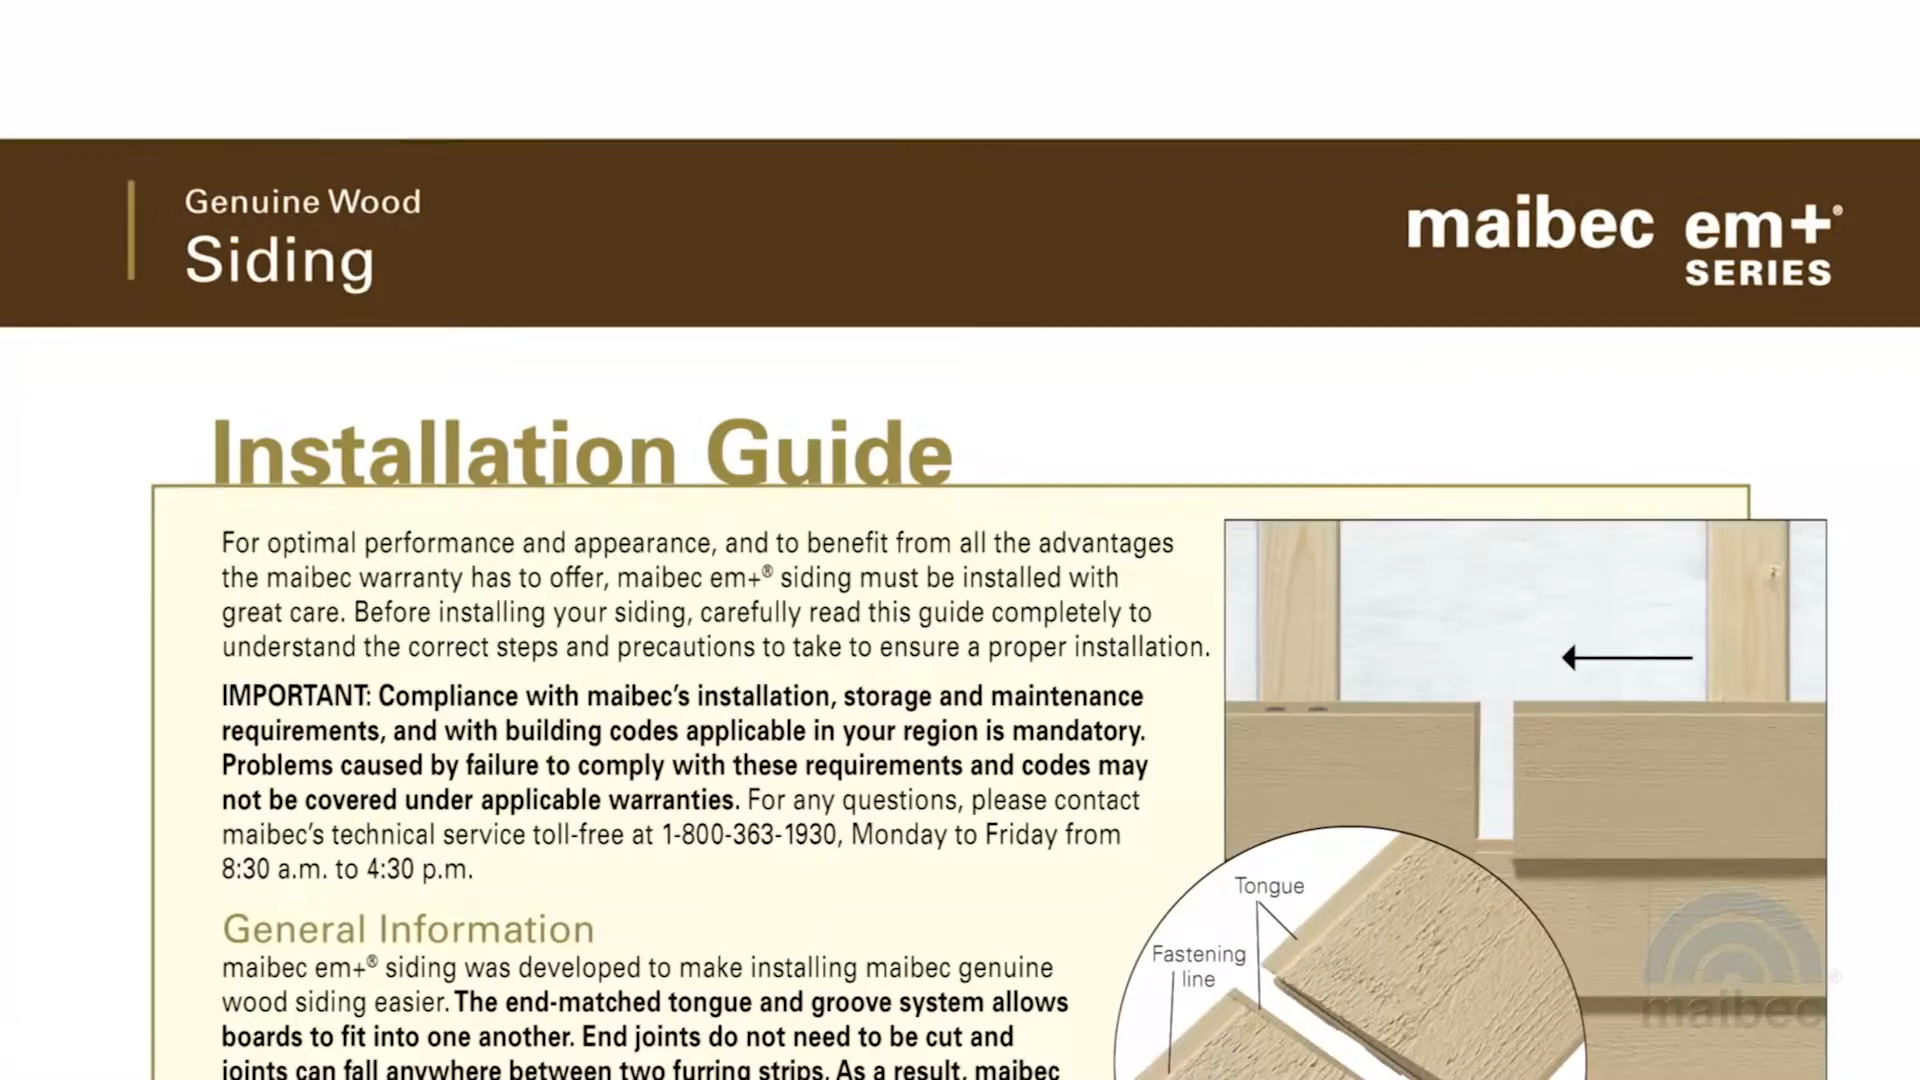 Genuine Wood
Siding
maibec em+®
SERIES
Installation Guide
For optimal performance and appearance, and to benefit from all the advantages
the maibec warranty has to offer, maibec em+® siding must be installed with
great care. Before installing your siding, carefully read this guide completely to
understand the correct steps and precautions to take to ensure a proper installation.
IMPORTANT: Compliance with maibec’s installation, storage and maintenance
requirements, and with building codes applicable in your region is mandatory.
Problems caused by failure to comply with these requirements and codes may
not be covered under applicable warranties. For any questions, please contact
maibec’s technical service toll-free at 1-800-363-1930, Monday to Friday from
8:30 a.m. to 4:30 p.m.
General Information
maibec em+® siding was developed to make installing maibec genuine
wood siding easier. The end-matched tongue and groove system allows
boards to fit into one another. End joints do not need to be cut and
joints can fall anywhere between two furring strips. As a result, maibec
Tongue
Fastening
line
maibec®